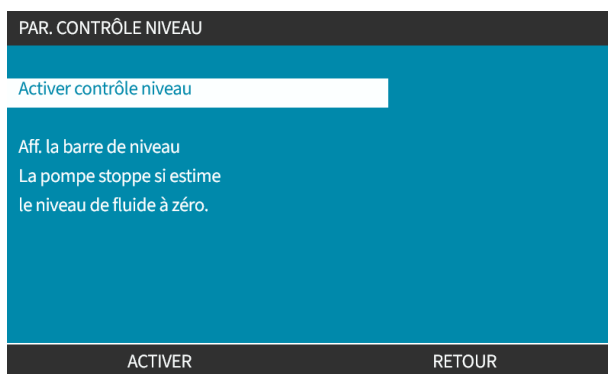 PAR. CONTRÔLE NIVEAU
Activer contrôle niveau
Aff. la barre de niveau
La pompe stoppe si estime
le niveau de fluide à zéro.
ACTIVER
RETOUR